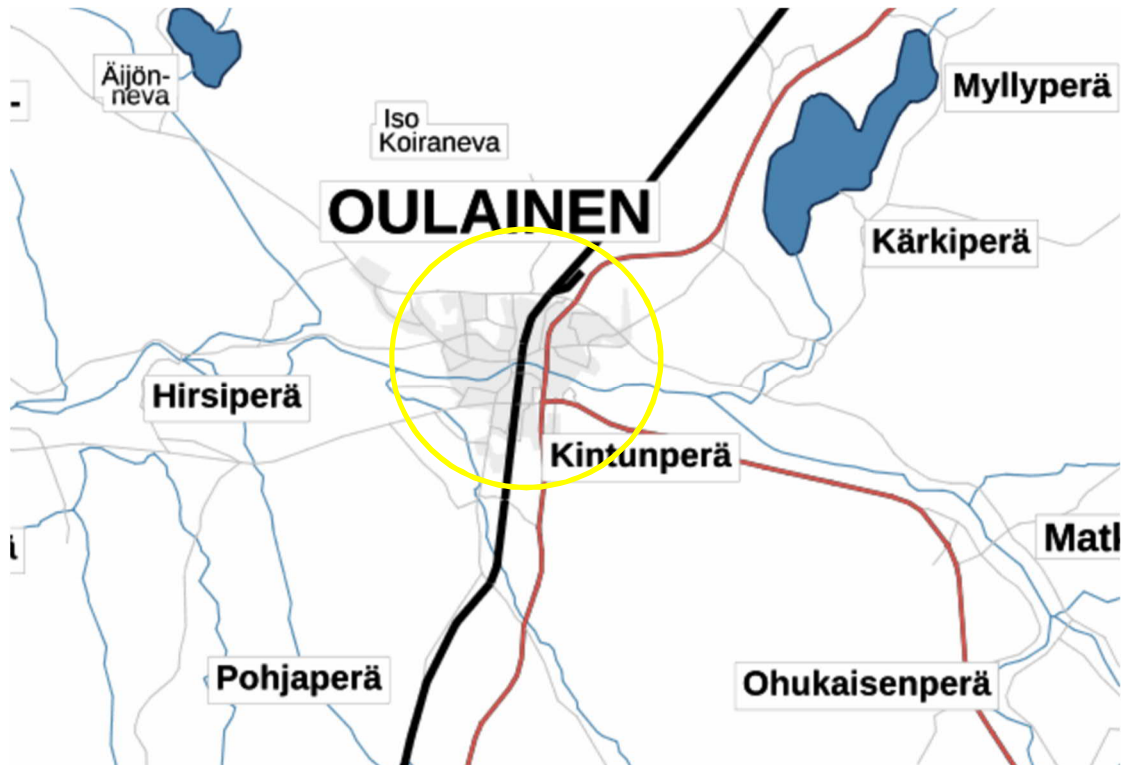 Äijön-
neva
-
Iso
Koiraneva
Myllyperä
OULAINEN
Kärkiperä
Hirsiperä
Kintunperä
ä
Pohjaperä
Ohukaisenperä